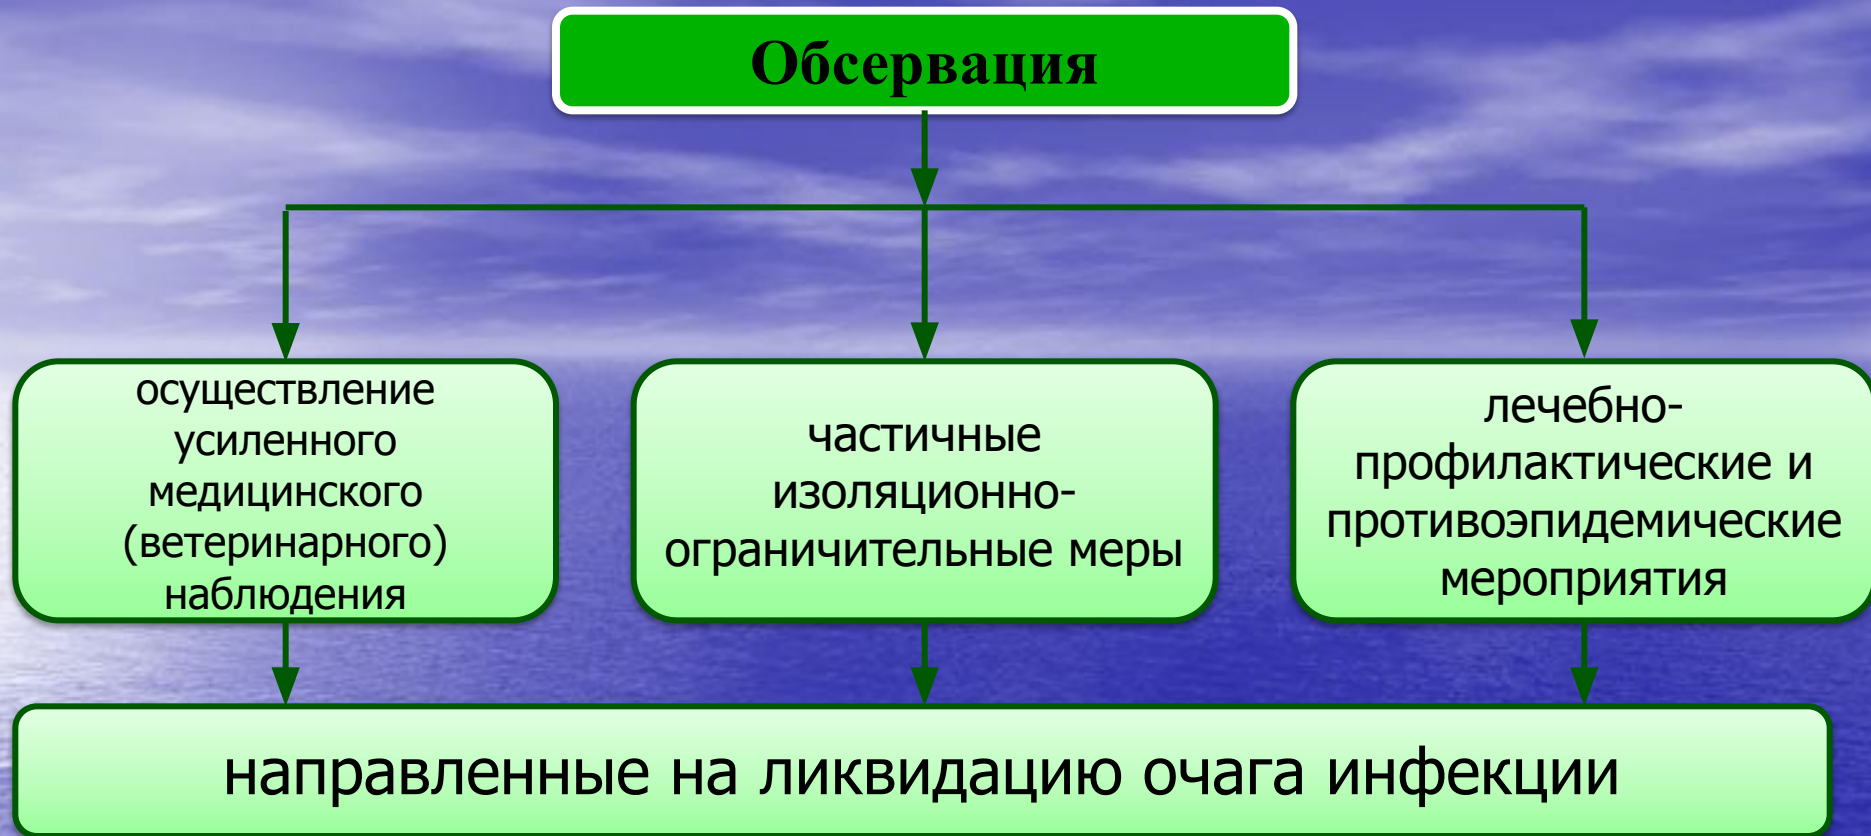 Обсервация
осуществление
усиленного
медицинского
(ветеринарного)
наблюдения
частичные
изоляционно-
ограничительные меры
лечебно-
профилактические и
противоэпидемические
мероприятия
направленные на ликвидацию очага инфекции